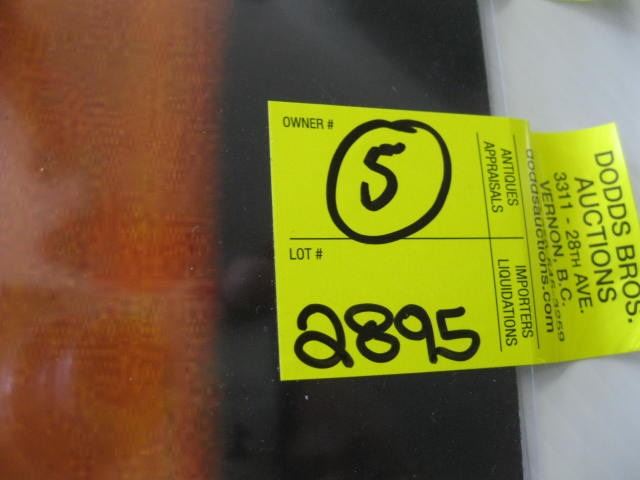 OWNER #
5
LOT #
2895
ANTIQUES
APPRAISALS
IMPORTERS
LIQUIDATIONS
DODDS BROS.
AUCTIONS
3311 - 28TH AVE.
VERNON, B.C.
doddsauctions.com